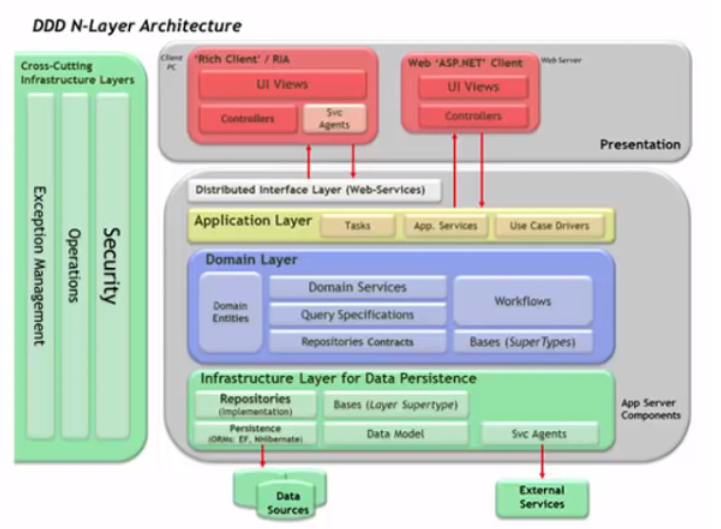 DDD N-Layer Architecture
Cross-Cutting
Infrastructure Layers
Exception Management
Operations
Security
Client
PC
'Rich Client' / RIA
UI Views
Controllers
Svc
Agents
Web 'ASP.NET' Client
UI Views
Controllers
Web Server
Presentation
Distributed Interface Layer (Web-Services)
Application Layer
Tasks
App. Services
Use Case Drivers
Domain Layer
Domain
Entities
Domain Services
Query Specifications
Repositories Contracts
Workflows
Bases (SuperTypes)
Infrastructure Layer for Data Persistence
Repositories
(Implementation)
Bases (Layer Supertype)
Persistence
(ORMs: EF, NHibernate)
Data Model
Svc Agents
App Server
Components
Data
Sources
External
Services